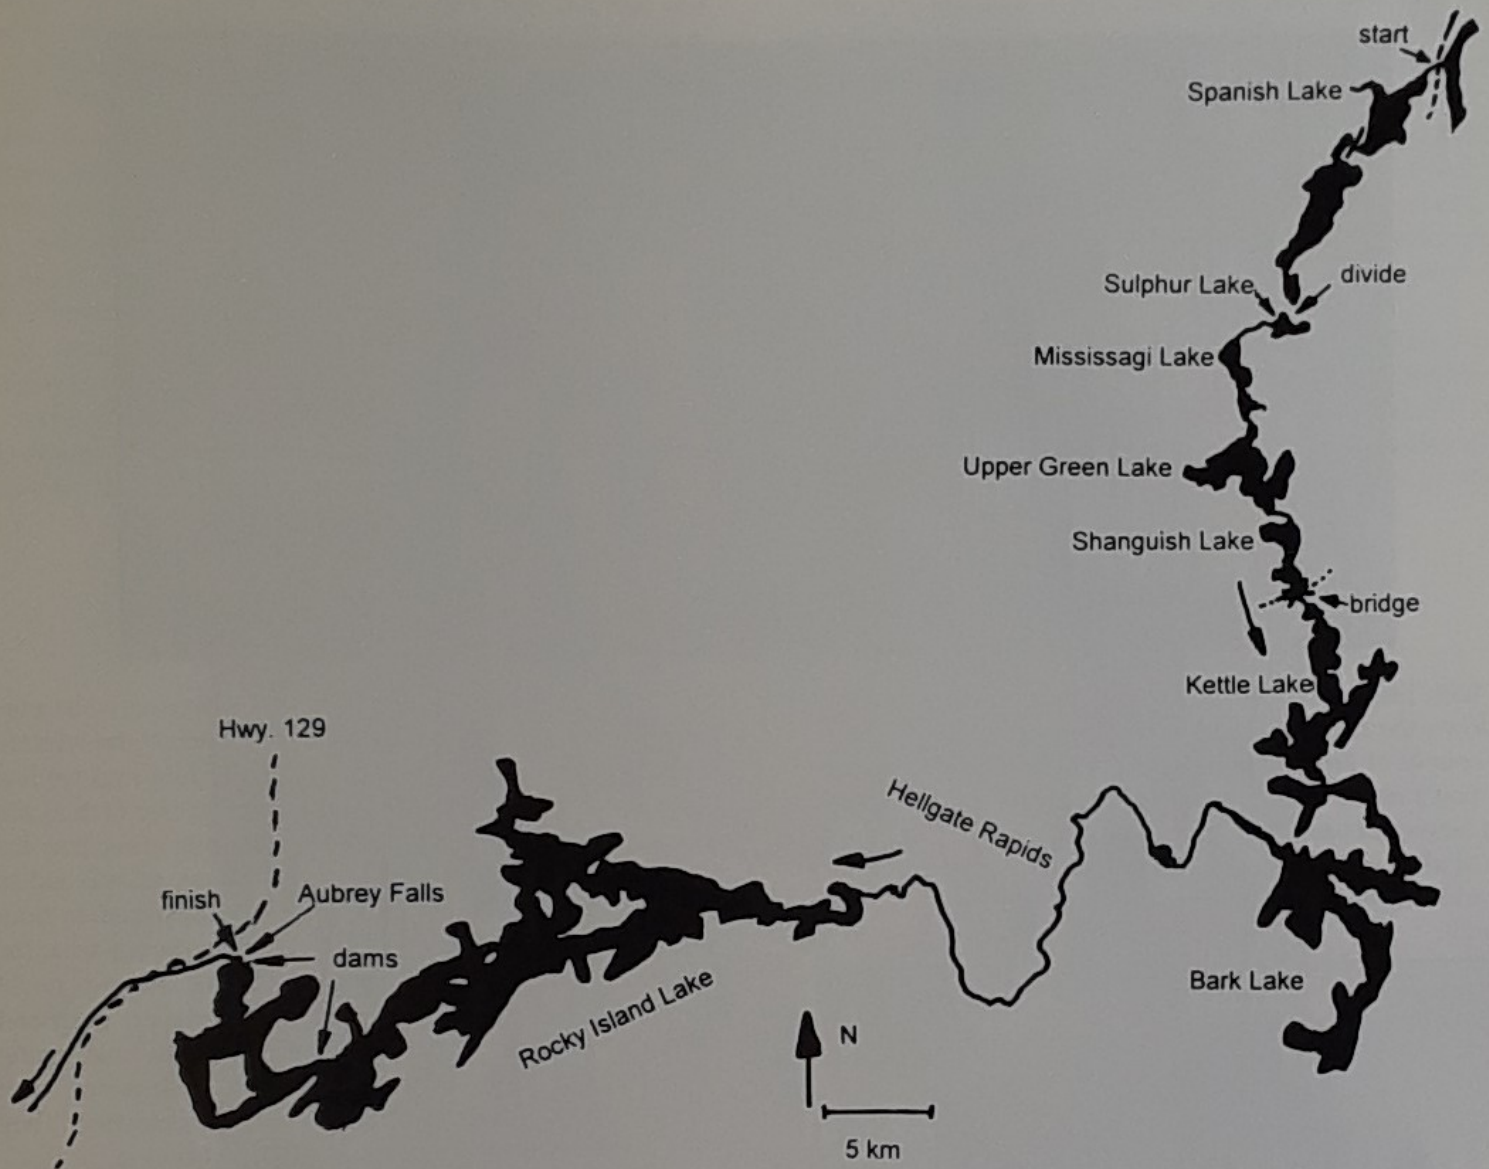 start
Spanish Lake
divide
Sulphur Lake
Mississagi Lake
Upper Green Lake
Shanguish Lake
bridge
Kettle Lake
Hwy. 129
Hellgate Rapids
finish
Aubrey Falls
dams
Bark Lake
Rocky Island Lake
N
5 km